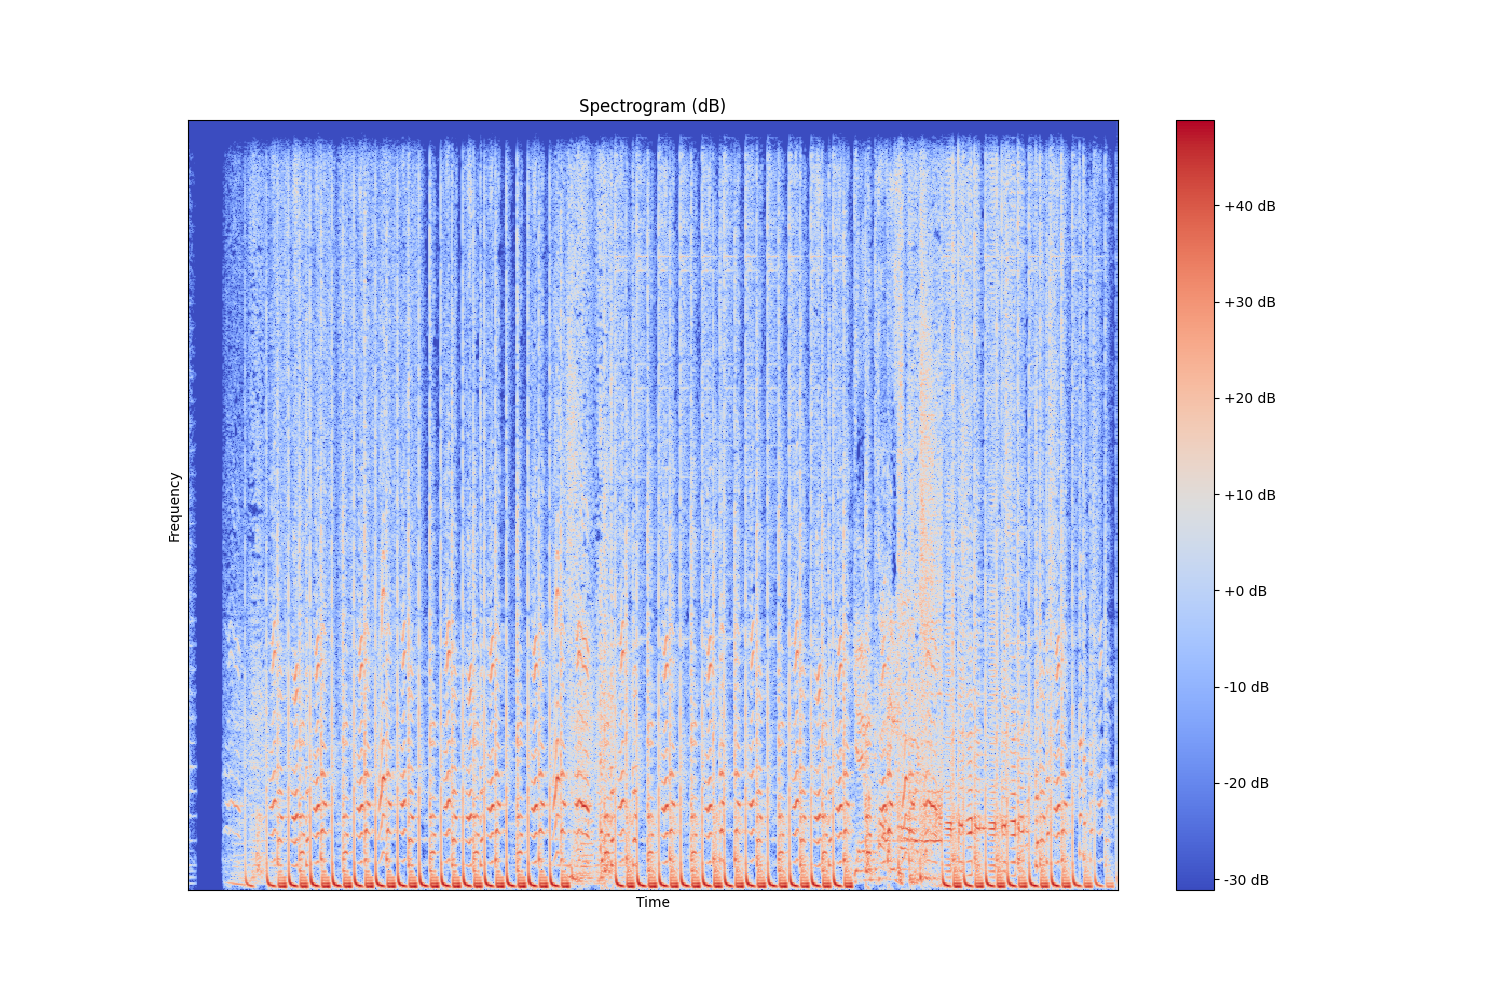 Spectrogram (dB)
Frequency
Time
+40 dB
+30 dB
+20 dB
+10 dB
+0 dB
-10 dB
-20 dB
-30 dB